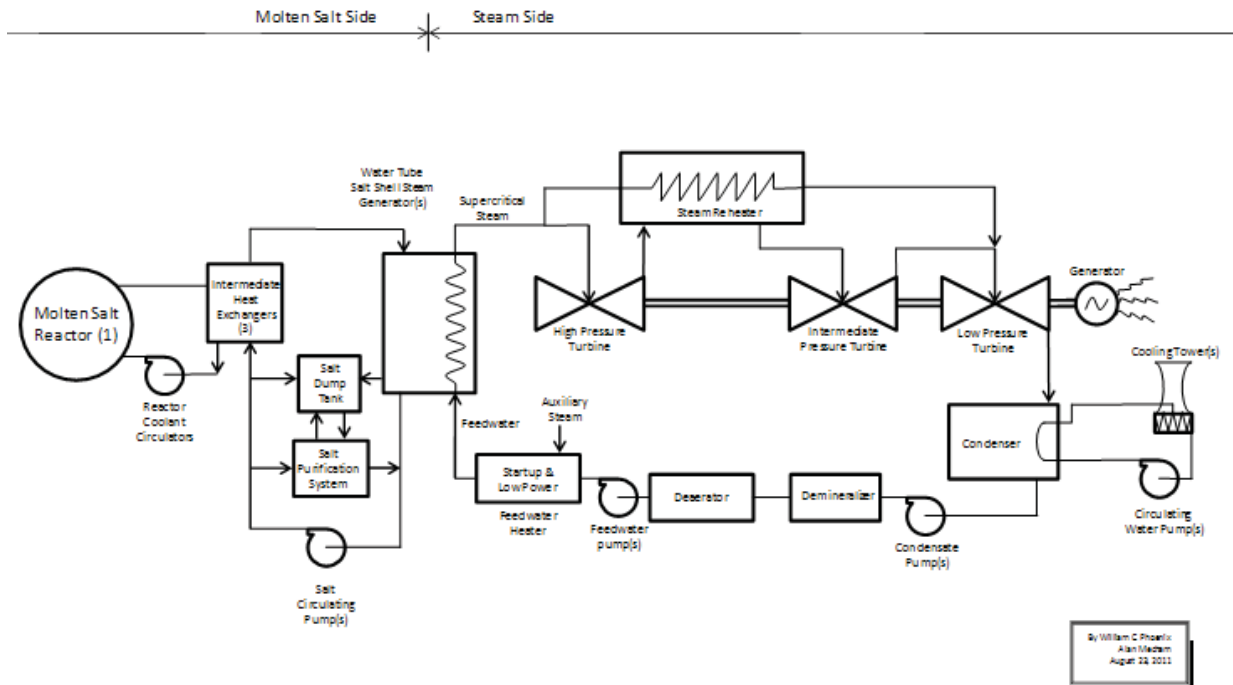 Molten Salt Side
Steam Side
Water Tube
Salt Shell Steam
Generator(s)
Supercritical
Steam
Steam Reheater
Generator
Intermediate
Heat
Exchangers
(3)
Molten Salt
Reactor (1)
High Pressure
Turbine
Intermediate
Pressure Turbine
Low Pressure
Turbine
Cooling Tower(s)
Salt
Dump
Tank
Reactor
Coolant
Circulators
Auxiliary
Steam
Feedwater
Condenser
Salt
Purification
System
Startup &
Low Power
Feedwater
Heater
Feedwater
pump(s)
Deaerator
Demineralizer
Condensate
Pump(s)
Circulating
Water Pump(s)
Salt
Circulating
Pump(s)
By William C Phoenix
Alan
August 23, 2011